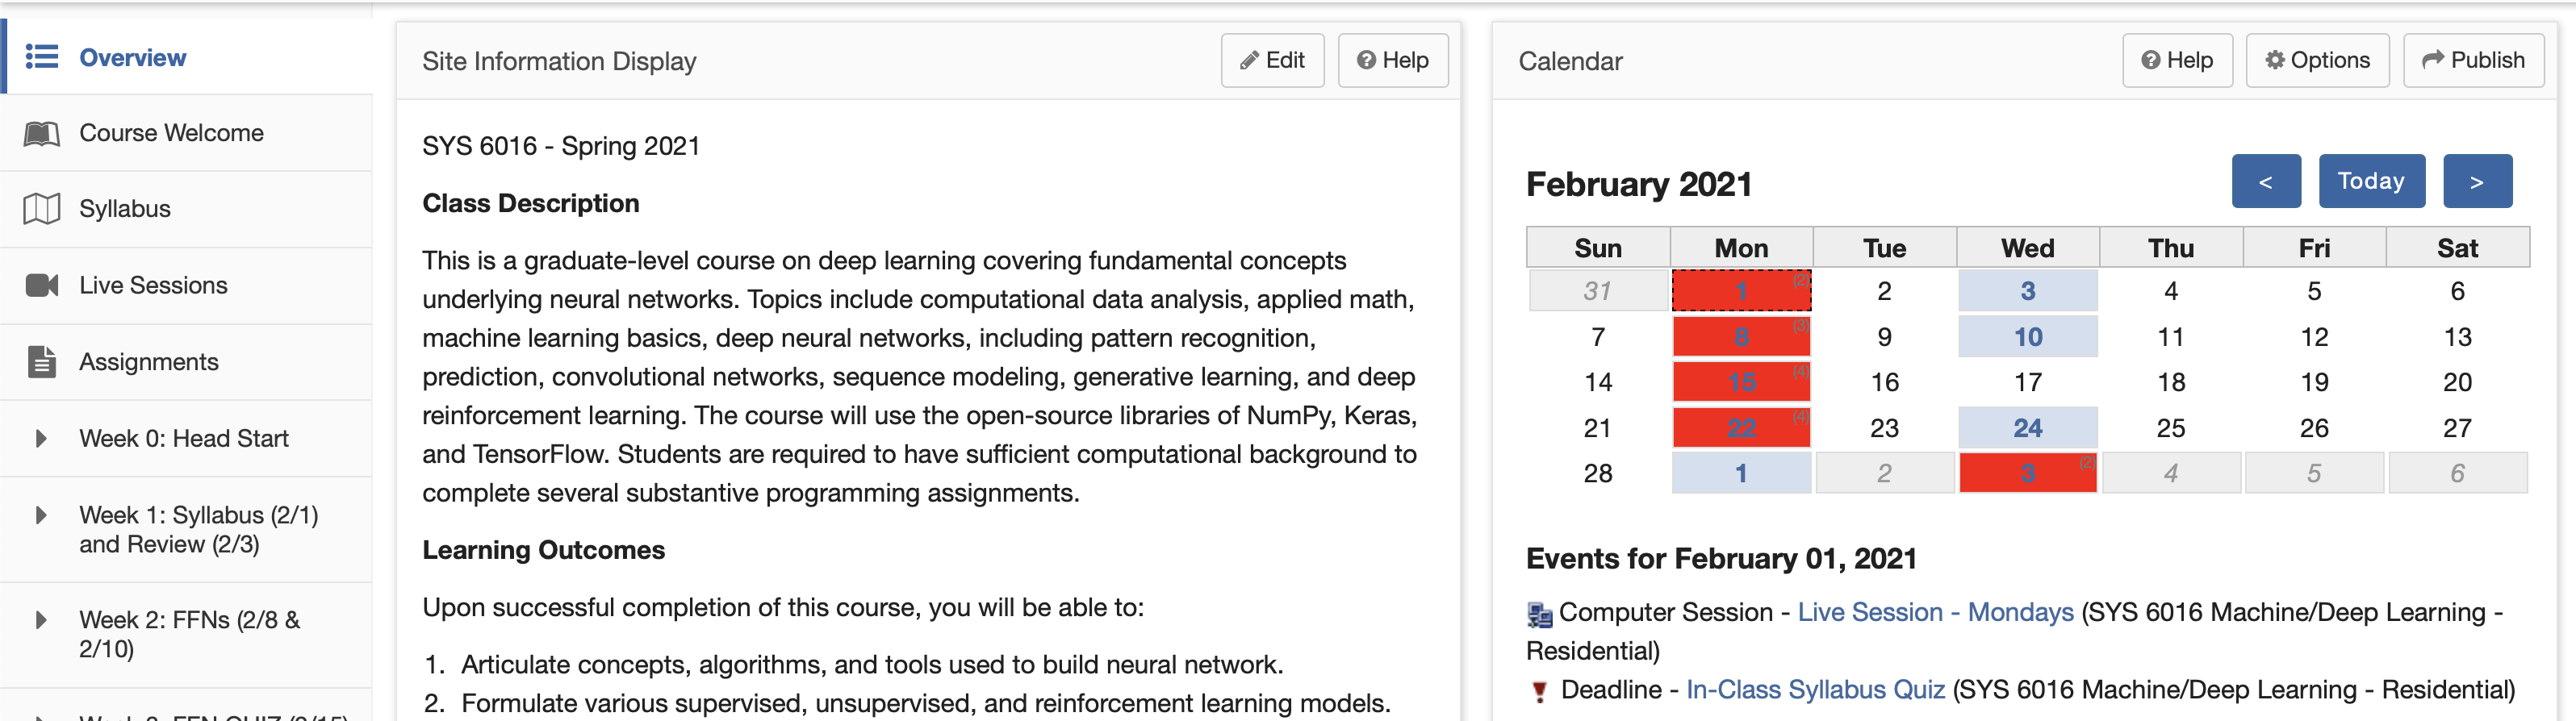 Overview
Course Welcome
Syllabus
Live Sessions
Assignments
Week 0: Head Start
Week 1: Syllabus (2/1)
and Review (2/3)
Week 2: FFNs (2/8 &
2/10)
Site Information Display
Edit
Help
SYS 6016 - Spring 2021
Class Description
This is a graduate-level course on deep learning covering fundamental concepts
underlying neural networks. Topics include computational data analysis, applied math,
machine learning basics, deep neural networks, including pattern recognition,
prediction, convolutional networks, sequence modeling, generative learning, and deep
reinforcement learning. The course will use the open-source libraries of NumPy, Keras,
and TensorFlow. Students are required to have sufficient computational background to
complete several substantive programming assignments.
Learning Outcomes
Upon successful completion of this course, you will be able to:
1. Articulate concepts, algorithms, and tools used to build neural network.
2. Formulate various supervised, unsupervised, and reinforcement learning models.
Calendar
Help
Options
Publish
February 2021
<
Today
>
Sun Mon Tue Wed Thu Fri Sat
31 1 (2) 2 3 4 5 6
7 8 (3) 9 10 11 12 13
14 15 (4) 16 17 18 19 20
21 22 (4) 23 24 25 26 27
28 1 2 3 (2) 4 5 6
Events for February 01, 2021
Computer Session - Live Session - Mondays (SYS 6016 Machine/Deep Learning -
Residential)
Deadline - In-Class Syllabus Quiz (SYS 6016 Machine/Deep Learning - Residential)